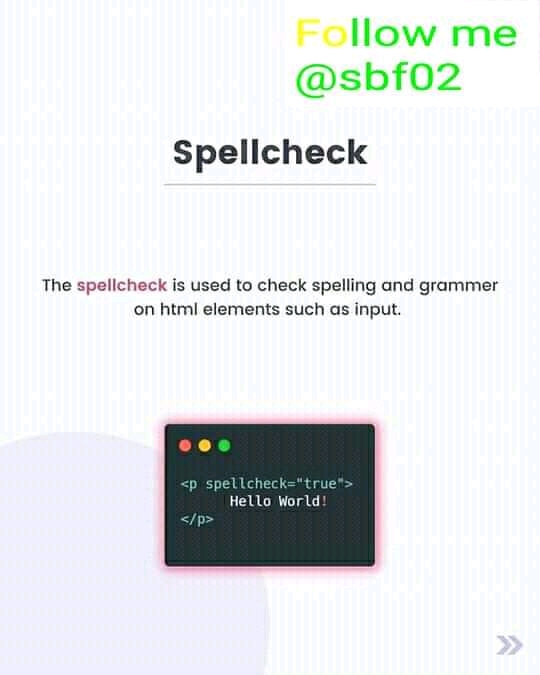 Follow me
@sbf02
Spellcheck
The spellcheck is used to check spelling and grammer
on html elements such as input.
<p spellcheck="true">
Hello World!
</p>